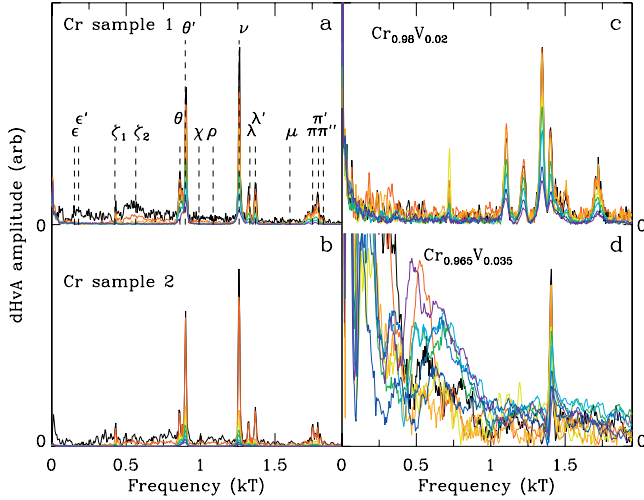 Cr sample 1
θ′
ν
a
ϵ′
ϵ
ζ1
ζ2
θ
χ
ρ
λ′
λ
μ
π′
ππ″
0
Cr0.98V0.02
c
0
b
Cr sample 2
0
d
Cr0.965V0.035
0
dHvA amplitude (arb)
0 0.5 1 1.5
0 0.5 1 1.5 2
Frequency (kT)
Frequency (kT)